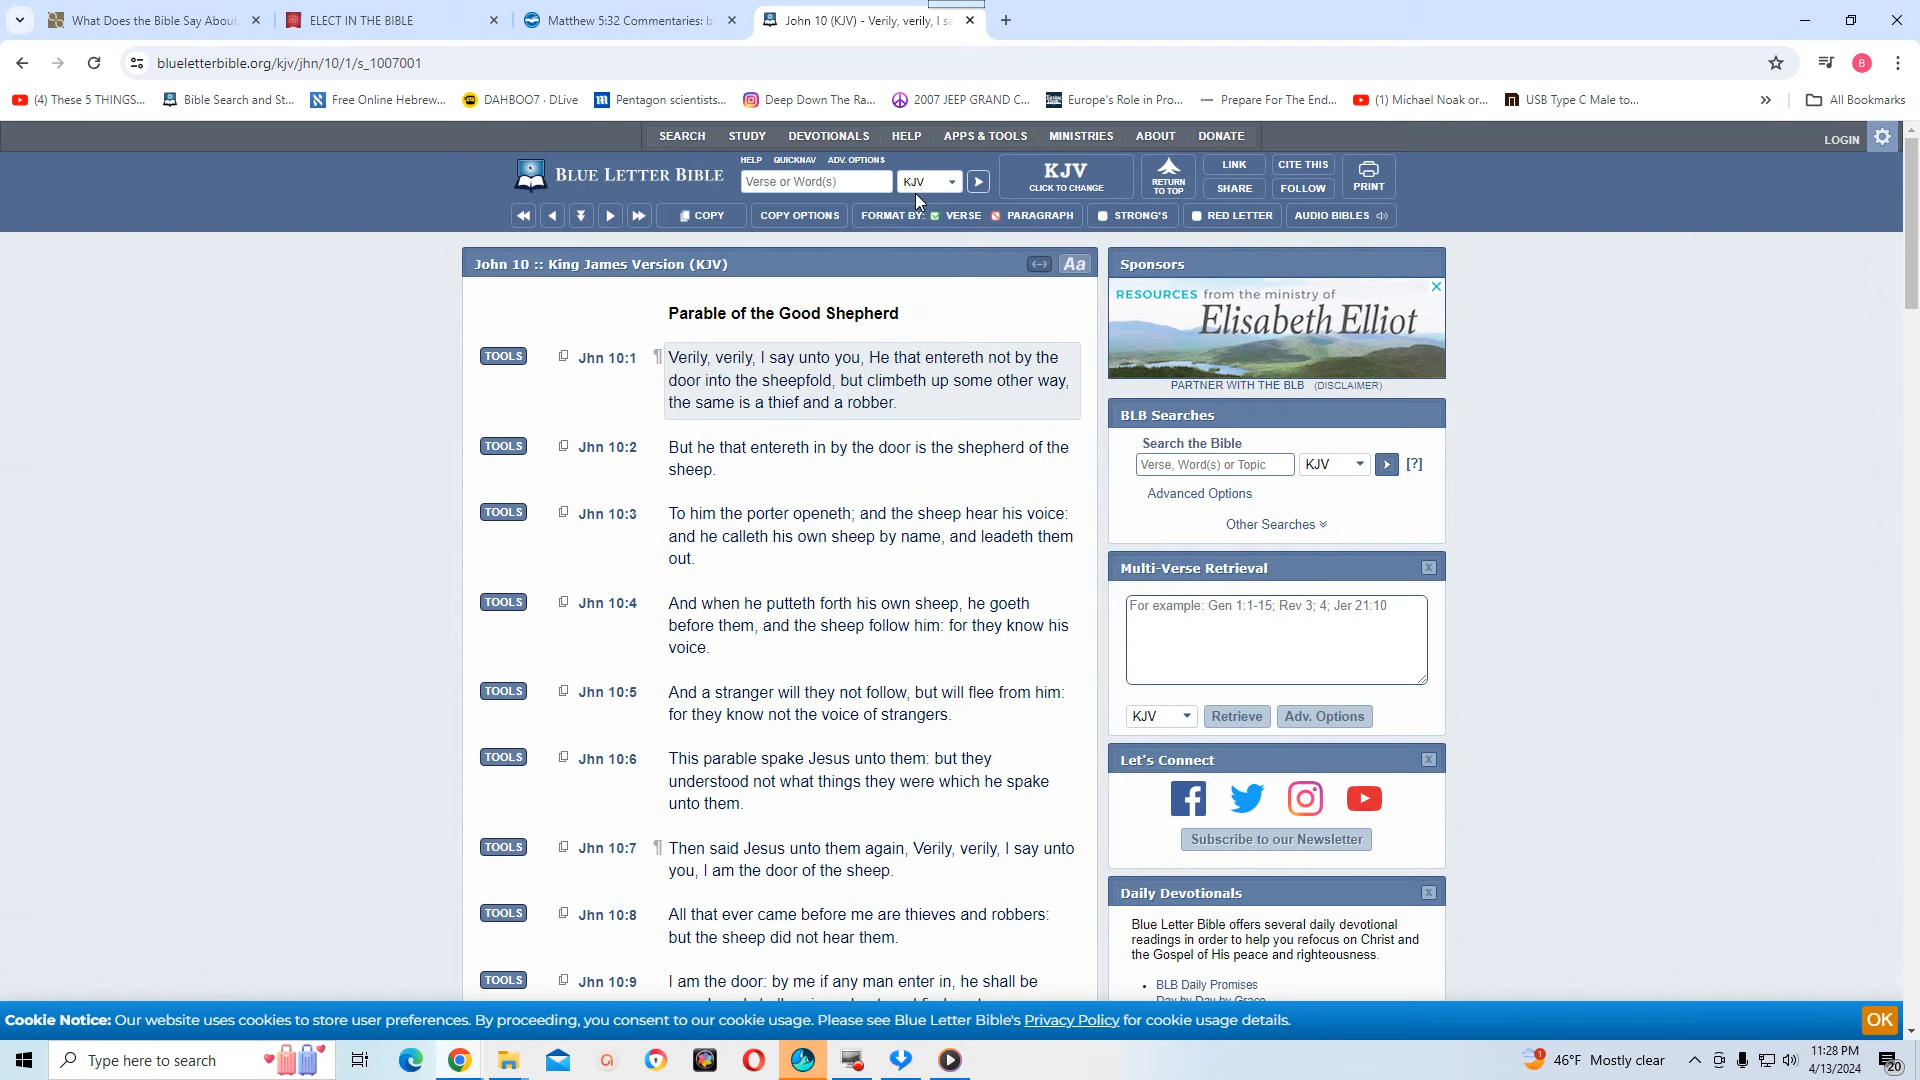 What Does the Bible Say About
ELECT IN THE BIBLE
Matthew 5:32 Commentaries: b
John 10 (KJV) - Verily, verily, I sa
blueletterbible.org/kjv/jhn/10/1/s_1007001
B
(4) These 5 THINGS...
Bible Search and St...
Free Online Hebrew...
DAHBOO7 · DLive
Pentagon scientists...
Deep Down The Ra...
2007 JEEP GRAND C...
Europe's Role in Pro...
Prepare For The End...
(1) Michael Noak or...
USB Type C Male to...
All Bookmarks
SEARCH STUDY DEVOTIONALS HELP APPS & TOOLS MINISTRIES ABOUT DONATE
LOGIN
BLUE LETTER BIBLE
HELP QUICKNAV ADV. OPTIONS
Verse or Word(s)
KJV
KJV
CLICK TO CHANGE
RETURN
TO TOP
LINK
CITE THIS
SHARE
FOLLOW
PRINT
COPY
COPY OPTIONS
FORMAT BY: VERSE PARAGRAPH
STRONG'S
RED LETTER
AUDIO BIBLES
John 10 :: King James Version (KJV)
Aa
Parable of the Good Shepherd
TOOLS Jhn 10:1 ¶ Verily, verily, I say unto you, He that entereth not by the
door into the sheepfold, but climbeth up some other way,
the same is a thief and a robber.
TOOLS Jhn 10:2 But he that entereth in by the door is the shepherd of the
sheep.
TOOLS Jhn 10:3 To him the porter openeth; and the sheep hear his voice:
and he calleth his own sheep by name, and leadeth them
out.
TOOLS Jhn 10:4 And when he putteth forth his own sheep, he goeth
before them, and the sheep follow him: for they know his
voice.
TOOLS Jhn 10:5 And a stranger will they not follow, but will flee from him:
for they know not the voice of strangers.
TOOLS Jhn 10:6 This parable spake Jesus unto them: but they
understood not what things they were which he spake
unto them.
TOOLS Jhn 10:7 ¶ Then said Jesus unto them again, Verily, verily, I say unto
you, I am the door of the sheep.
TOOLS Jhn 10:8 All that ever came before me are thieves and robbers:
but the sheep did not hear them.
TOOLS Jhn 10:9 I am the door: by me if any man enter in, he shall be
Sponsors
RESOURCES from the ministry of
Elisabeth Elliot
PARTNER WITH THE BLB (DISCLAIMER)
BLB Searches
Search the Bible
Verse, Word(s) or Topic
KJV
[?]
Advanced Options
Other Searches
Multi-Verse Retrieval
For example: Gen 1:1-15; Rev 3; 4; Jer 21:10
KJV
Retrieve
Adv. Options
Let's Connect
Subscribe to our Newsletter
Daily Devotionals
Blue Letter Bible offers several daily devotional
readings in order to help you refocus on Christ and
the Gospel of His peace and righteousness.
• BLB Daily Promises
Day by Day by Grace
Cookie Notice: Our website uses cookies to store user preferences. By proceeding, you consent to our cookie usage. Please see Blue Letter Bible's Privacy Policy for cookie usage details.
OK
Type here to search
46°F Mostly clear
11:28 PM
4/13/2024
20